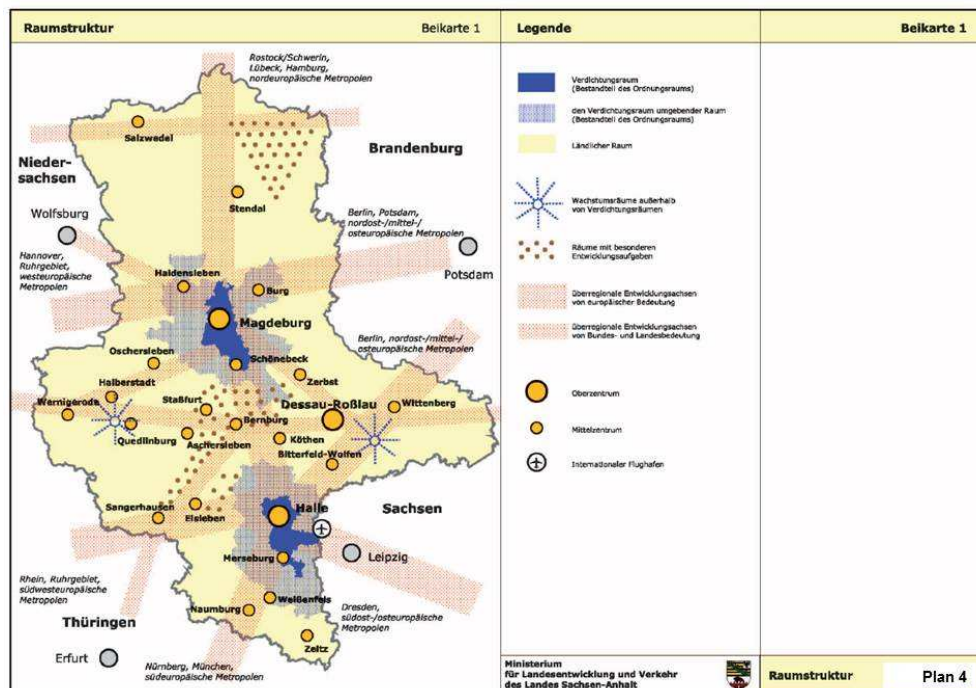 Raumstruktur
Beikarte 1
Rostock/Schwerin,
Lübeck, Hamburg,
nordeuropäische Metropolen
Salzwedel
Nieder-
sachsen
Brandenburg
Wolfsburg
Stendal
Berlin, Potsdam,
nordost-/mittel-/
osteuropäische Metropolen
Hannover,
Ruhrgebiet,
westeuropäische
Metropolen
Potsdam
Haldensleben
Burg
Magdeburg
Berlin, nordost-/mittel-/
osteuropäische Metropolen
Oschersleben
Schönebeck
Halberstadt
Zerbst
Wernigerode
Staßfurt
Dessau-Roßlau
Wittenberg
Bernburg
Quedlinburg
Aschersleben
Köthen
Bitterfeld-Wolfen
Sangerhausen
Eisleben
Halle
Sachsen
Leipzig
Merseburg
Rhein, Ruhrgebiet,
südwesteuropäische
Metropolen
Weißenfels
Naumburg
Dresden,
südost-/osteuropäische
Metropolen
Thüringen
Zeitz
Erfurt
Nürnberg, München,
südeuropäische Metropolen
Legende
Beikarte 1
Verdichtungsraum
(Bestandteil des Ordnungsraums)
den Verdichtungsraum umgebender Raum
(Bestandteil des Ordnungsraums)
Ländlicher Raum
Wachstumsräume außerhalb
von Verdichtungsräumen
Räume mit besonderen
Entwicklungsaufgaben
überregionale Entwicklungsachsen
von europäischer Bedeutung
überregionale Entwicklungsachsen
von Bundes- und Landesbedeutung
Oberzentrum
Mittelzentrum
Internationaler Flughafen
Ministerium
für Landesentwicklung und Verkehr
des Landes Sachsen-Anhalt
Raumstruktur
Plan 4